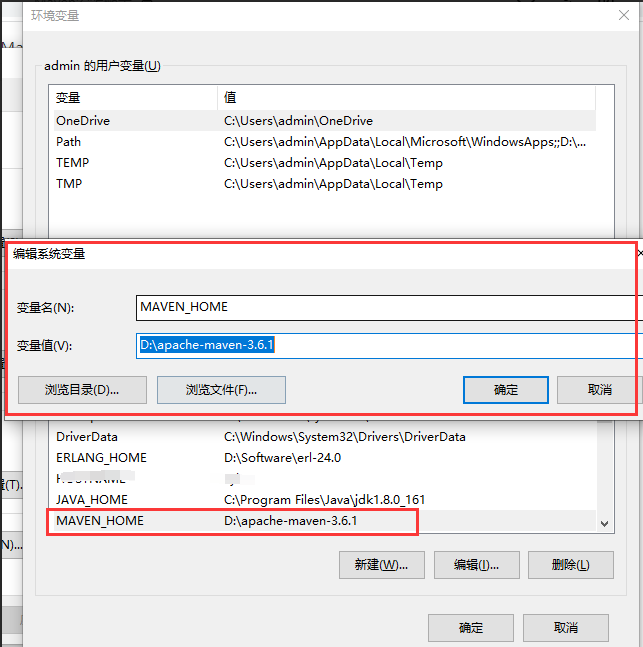 环境变量
admin 的用户变量(U)
变量 值
OneDrive C:\Users\admin\OneDrive
Path C:\Users\admin\AppData\Local\Microsoft\WindowsApps;;D:\...
TEMP C:\Users\admin\AppData\Local\Temp
TMP C:\Users\admin\AppData\Local\Temp
编辑系统变量
变量名(N): MAVEN_HOME
变量值(V): D:\apache-maven-3.6.1
浏览目录(D)... 浏览文件(F)... 确定 取消
DriverData C:\Windows\System32\Drivers\DriverData
ERLANG_HOME D:\Software\erl-24.0
JAVA_HOME C:\Program Files\Java\jdk1.8.0_161
MAVEN_HOME D:\apache-maven-3.6.1
新建(W)... 编辑(I)... 删除(L)
确定 取消